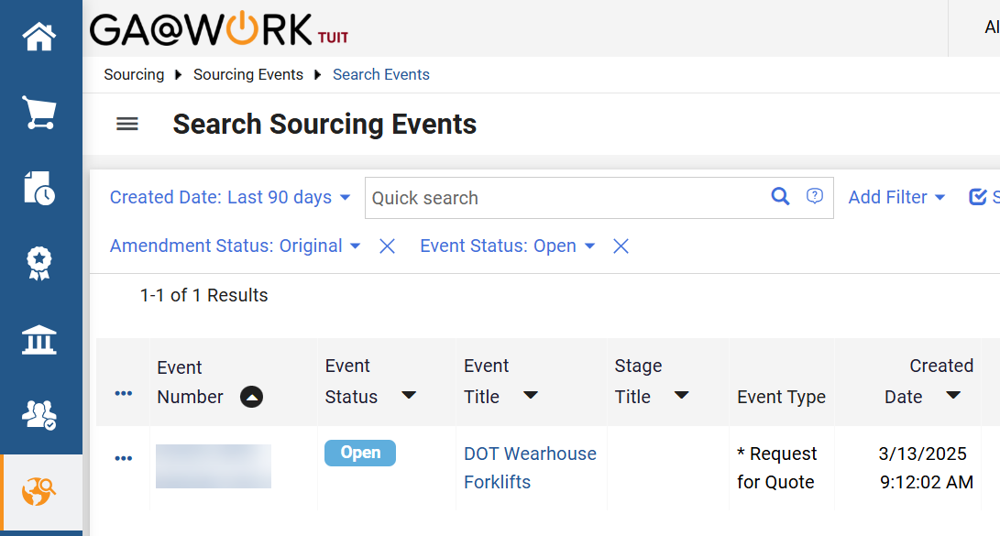 GA@WORK TUIT
Al
Sourcing Sourcing Events Search Events
Search Sourcing Events
Created Date: Last 90 days Quick search Add Filter S
Amendment Status: Original Event Status: Open
1-1 of 1 Results
Event Number Event Status Event Title Stage Title Event Type Created Date
Open DOT Wearhouse * Request 3/13/2025
Forklifts for Quote 9:12:02 AM